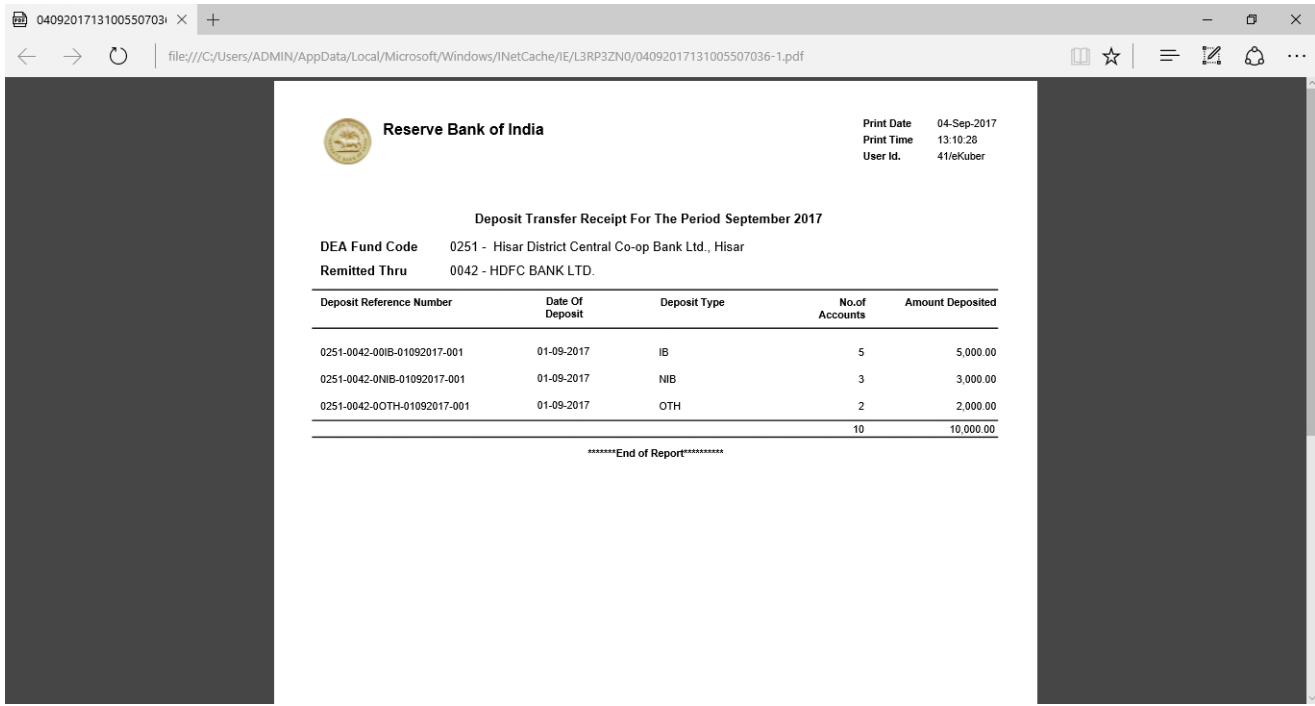 04092017131005507036
file:///C:/Users/ADMIN/AppData/Local/Microsoft/Windows/INetCache/IE/L3RP3ZN0/04092017131005507036-1.pdf
Reserve Bank of India
Print Date 04-Sep-2017
Print Time 13:10:28
User Id. 41/eKuber
Deposit Transfer Receipt For The Period September 2017
DEA Fund Code 0251 - Hisar District Central Co-op Bank Ltd., Hisar
Remitted Thru 0042 - HDFC BANK LTD.
Deposit Reference Number Date Of Deposit Type No.of Amount Deposited
Deposit Accounts
0251-0042-00IB-01092017-001 01-09-2017 IB 5 5,000.00
0251-0042-0NIB-01092017-001 01-09-2017 NIB 3 3,000.00
0251-0042-0OTH-01092017-001 01-09-2017 OTH 2 2,000.00
10 10,000.00
*******End of Report**********